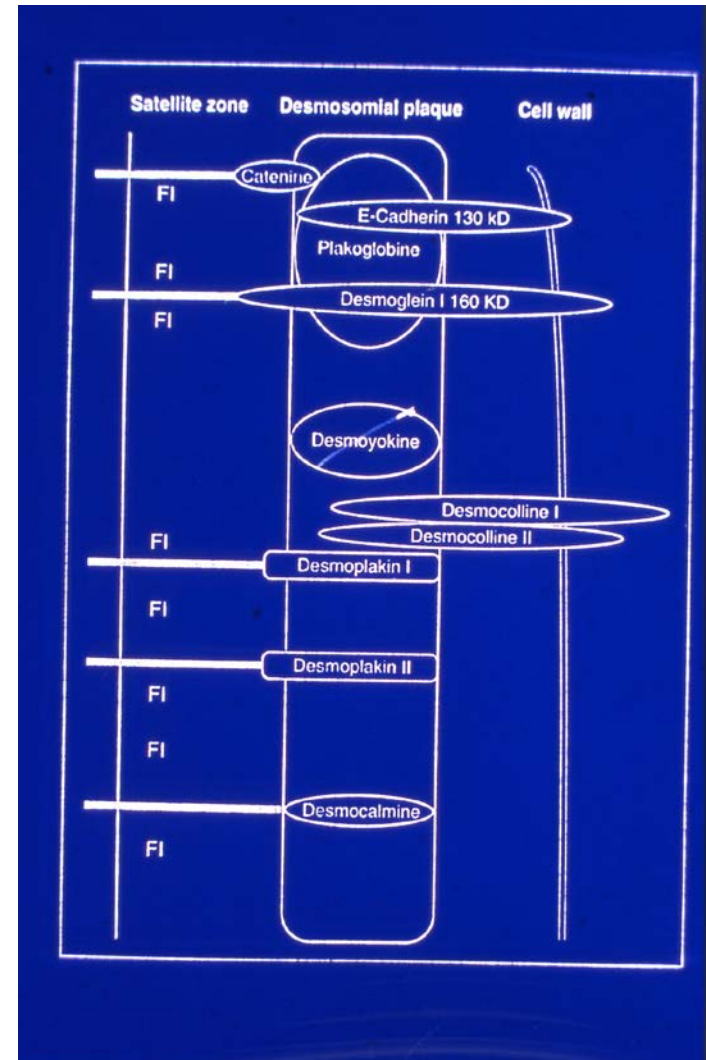 Satellite zone Desmosomial plaque Cell wall
Catenine
FI
E-Cadherin 130 kD
Plakoglobine
FI
Desmoglein I 160 KD
FI
Desmoyokine
Desmocolline I
Desmocolline II
FI
Desmoplakin I
FI
Desmoplakin II
FI
FI
Desmocalmine
FI